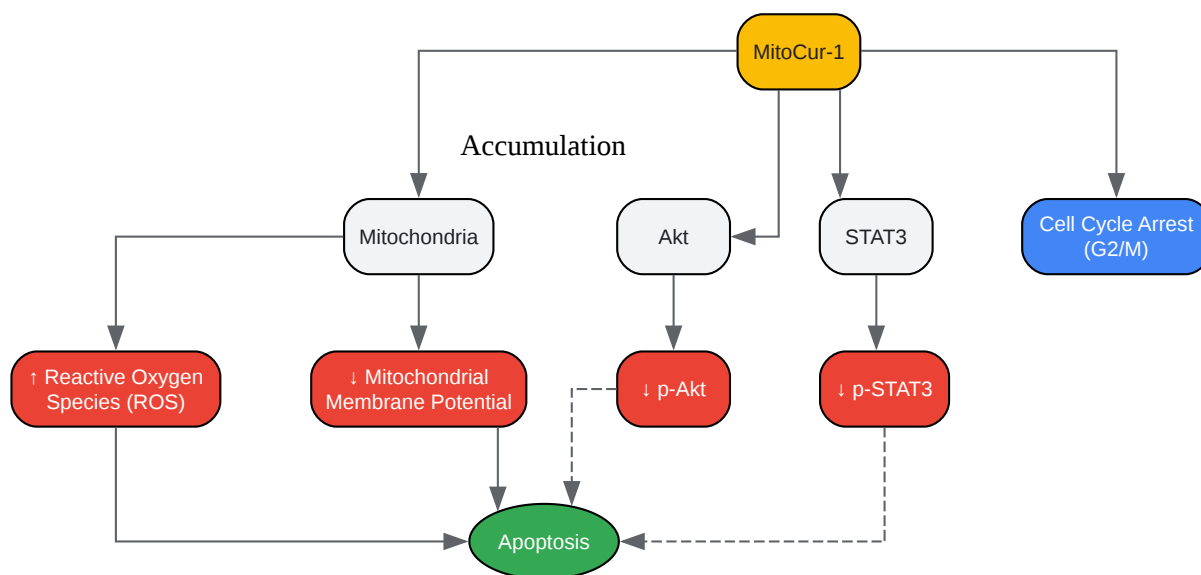 MitoCur-1
Accumulation
Mitochondria
Akt
STAT3
Cell Cycle Arrest
(G2/M)
↑ Reactive Oxygen
Species (ROS)
↓ Mitochondrial
Membrane Potential
↓ p-Akt
↓ p-STAT3
Apoptosis